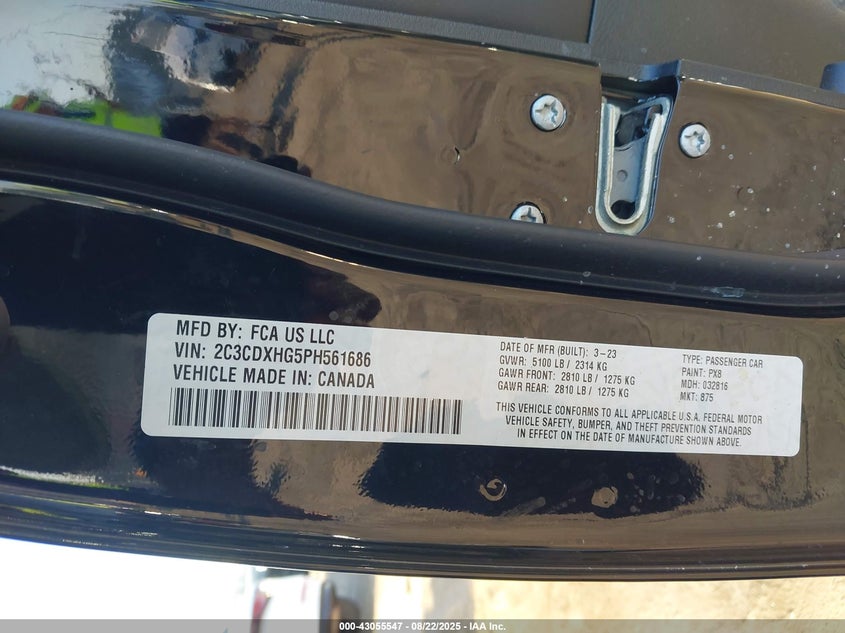 MFD BY: FCA US LLC
VIN: 2C3CDXHG5PH561686
VEHICLE MADE IN: CANADA
DATE OF MFR (BUILT): 3-23
GVWR: 5100 LB / 2314 KG
GAWR FRONT: 2810 LB / 1275 KG
GAWR REAR: 2810 LB / 1275 KG
TYPE: PASSENGER CAR
PAINT: PX8
MDH: 032816
MKT: 875
THIS VEHICLE CONFORMS TO ALL APPLICABLE U.S.A. FEDERAL MOTOR
VEHICLE SAFETY, BUMPER, AND THEFT PREVENTION STANDARDS
IN EFFECT ON THE DATE OF MANUFACTURE SHOWN ABOVE.
000-43055547 - 08/22/2025 - IAA Inc.